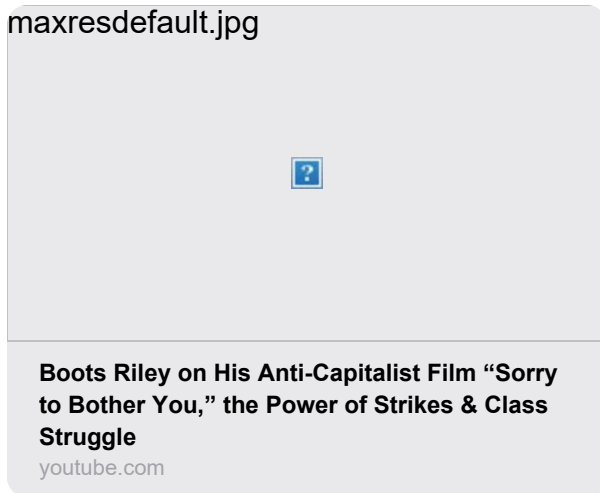 maxresdefault.jpg
?
Boots Riley on His Anti-Capitalist Film “Sorry
to Bother You,” the Power of Strikes & Class
Struggle
youtube.com